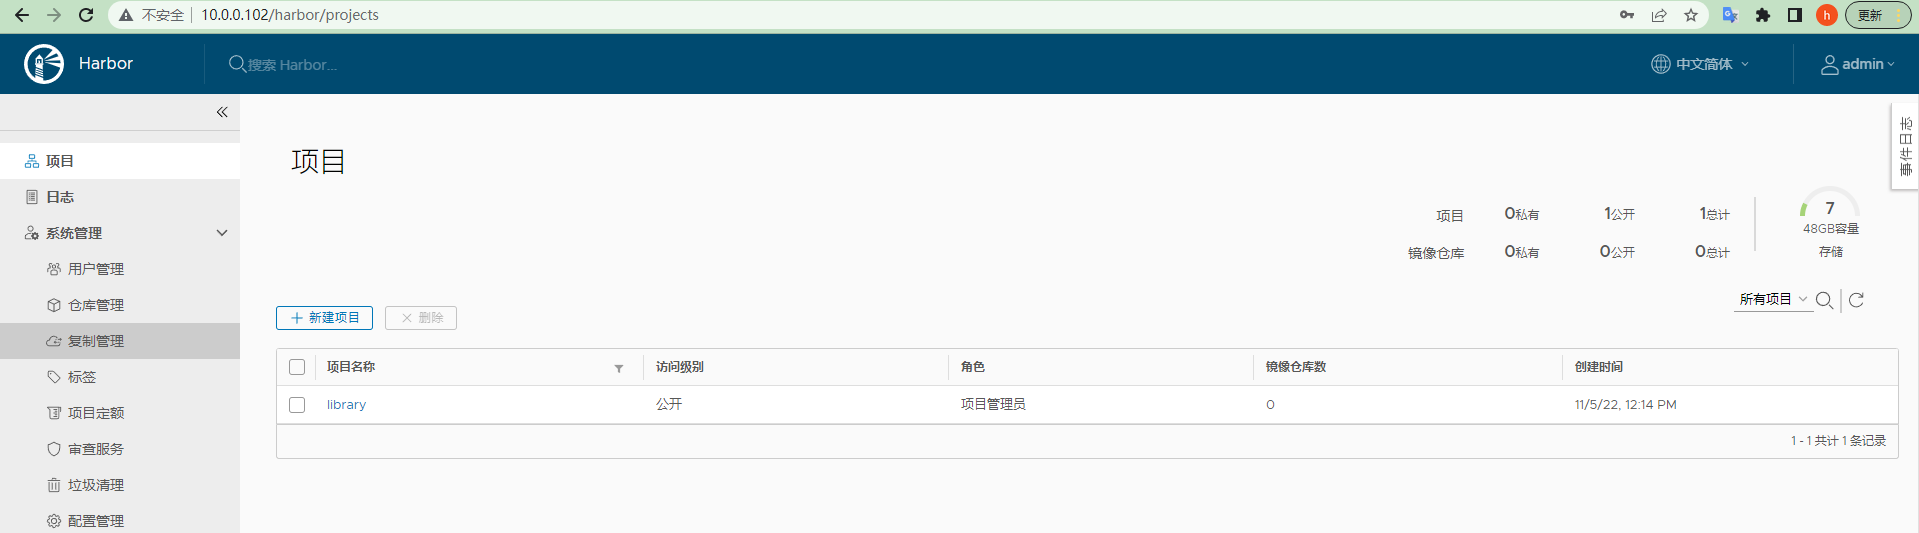 不安全 10.0.0.102/harbor/projects h 更新
Harbor 搜索 Harbor... 中文简体 admin
事件日志
项目
日志
系统管理
用户管理
仓库管理
复制管理
标签
项目定额
审查服务
垃圾清理
配置管理
项目
项目 0私有 1公开 1总计
镜像仓库 0私有 0公开 0总计
7
48GB容量
存储
所有项目
新建项目 删除
项目名称 访问级别 角色 镜像仓库数 创建时间
library 公开 项目管理员 0 11/5/22, 12:14 PM
1 - 1 共计 1 条记录